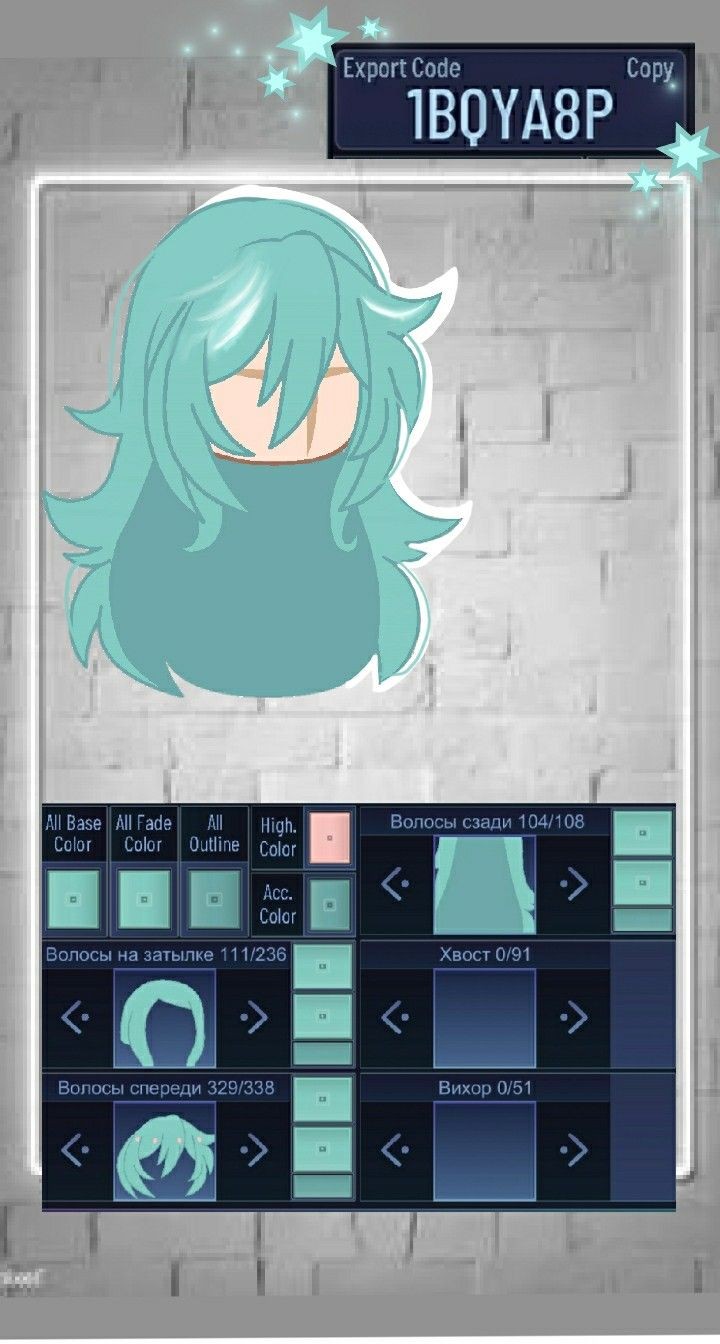 Export Code Copy
1BQYA8P
All Base Color
All Fade Color
All Outline
High. Color
Acc. Color
Волосы сзади 104/108
Волосы на затылке 111/236
Хвост 0/91
Волосы спереди 329/338
Вихор 0/51